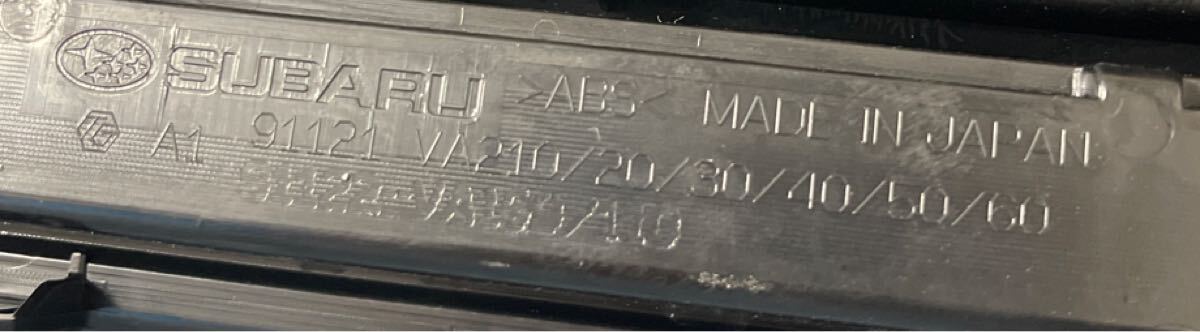 SUBARU >ABS< MADE IN JAPAN
A1 91121 VA210/20/30/40/50/60